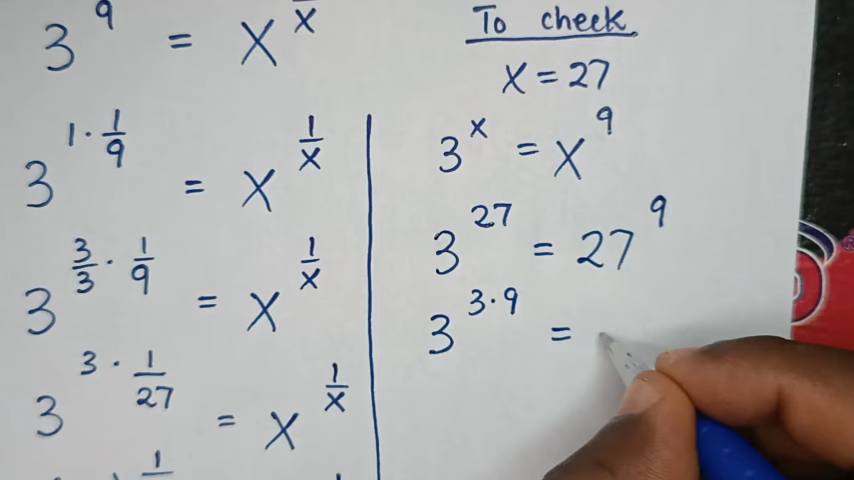 3^9 = x^{1/x}
3^{1·1/9} = x^{1/x}
3^{3/3·1/9} = x^{1/x}
3^{3·1/27} = x^{1/x}
To check
x = 27
3^x = x^9
3^{27} = 27^9
3^{3·9} =